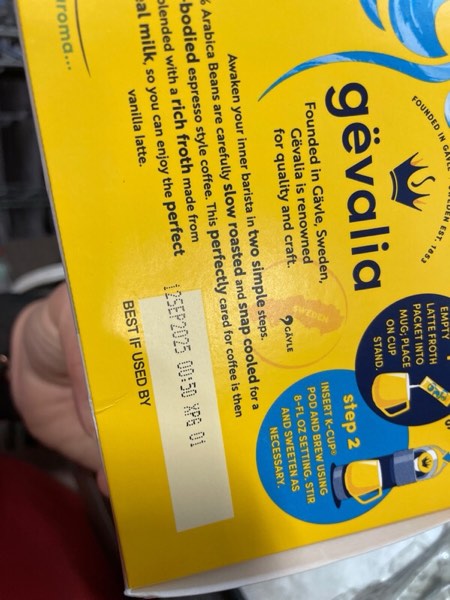 aroma...
gëvalia
FOUNDED IN GÄVLE
EST. 1853
Founded in Gävle, Sweden,
Gëvalia is renowned
for quality and craft.
GÄVLE
SWEDEN
Awaken your inner barista in two simple steps.
% Arabica Beans are carefully slow roasted and snap cooled for a
-bodied espresso style coffee. This perfectly cared for coffee is then
blended with a rich froth made from
milk, so you can enjoy the perfect
vanilla latte.
12SEP2025 00:50 XPG 01
BEST IF USED BY
EMPTY
LATTE FROTH
PACKET INTO
MUG; PLACE
ON CUP
STAND.
step 2
INSERT K-CUP®
POD AND BREW USING
8-FL OZ SETTING. STIR
AND SWEETEN AS
NECESSARY.